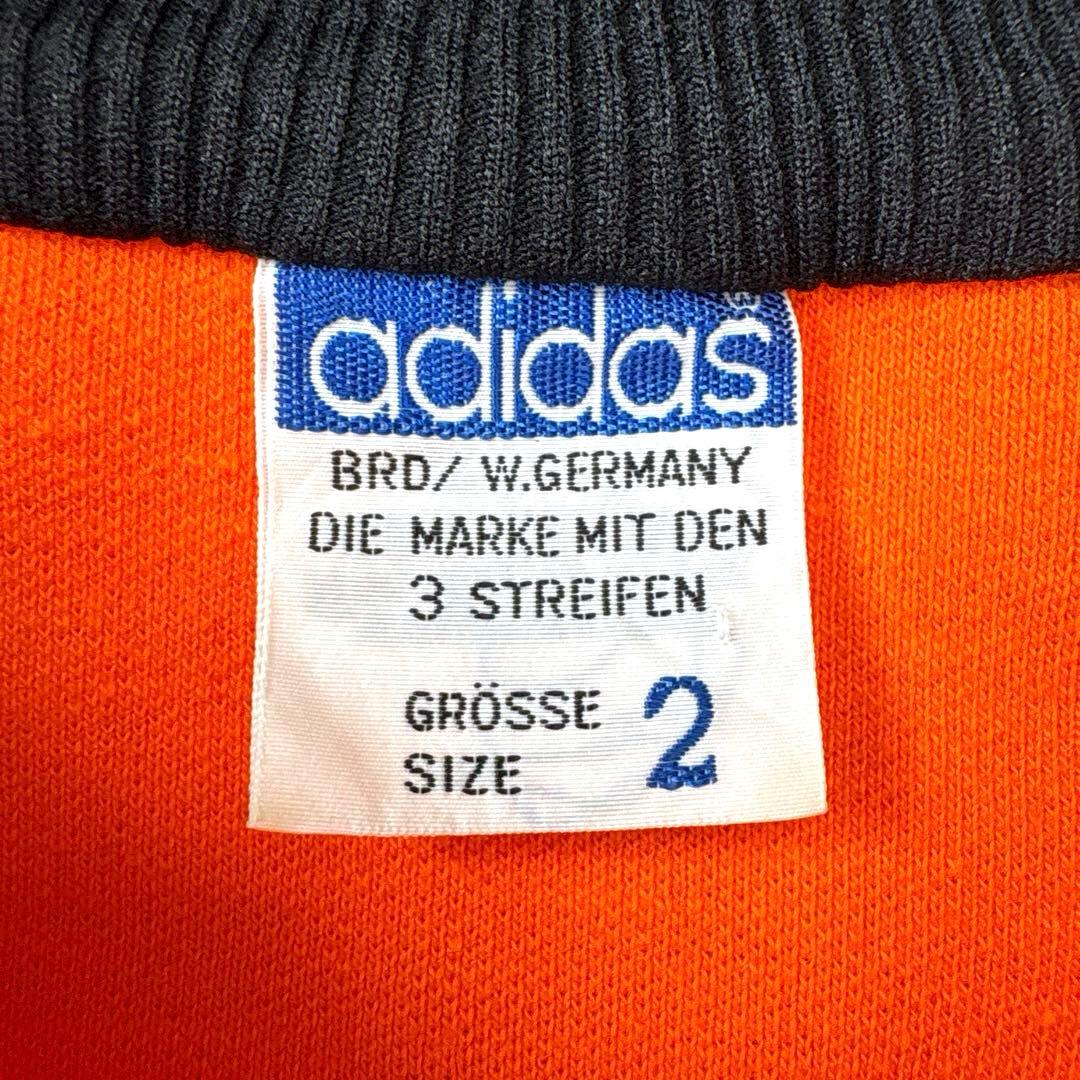 adidas
BRD/ W.GERMANY
DIE MARKE MIT DEN
3 STREIFEN
GRÖSSE
SIZE 2